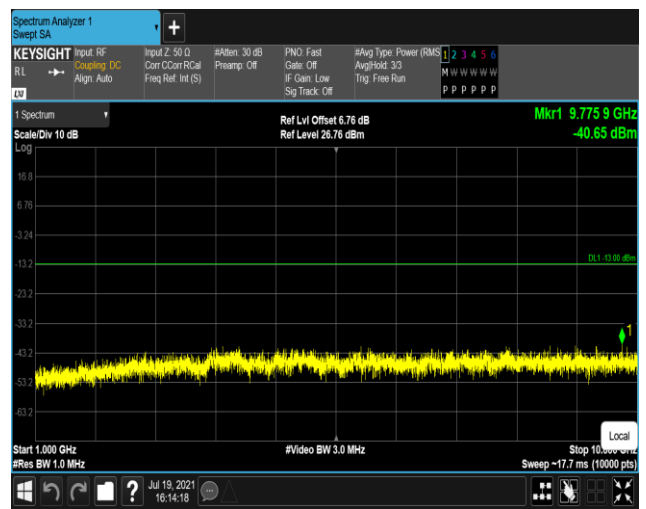 Spectrum Analyzer 1
Swept SA
+
KEYSIGHT Input: RF Input Z: 50 Ω #Atten: 30 dB PNO: Fast #Avg Type: Power (RMS 1 2 3 4 5 6
RL Coupling: DC Corr CCorr RCal Preamp: Off Gate: Off Avg|Hold: 3/3 M W W W W W
Align: Auto Freq Ref: Int (S) IF Gain: Low Trig: Free Run
LXI Sig Track: Off P P P P P P
1 Spectrum Ref Lvl Offset 6.76 dB Mkr1 9.775 9 GHz
Scale/Div 10 dB Ref Level 26.76 dBm -40.65 dBm
Log
16.8
6.76
-3.24
-13.2 DL1 -13.00 dBm
-23.2
-33.2
1
-43.2
-53.2
-63.2
Local
Start 1.000 GHz #Video BW 3.0 MHz Stop 10.000 GHz
#Res BW 1.0 MHz Sweep ~17.7 ms (10000 pts)
? Jul 19, 2021
16:14:18